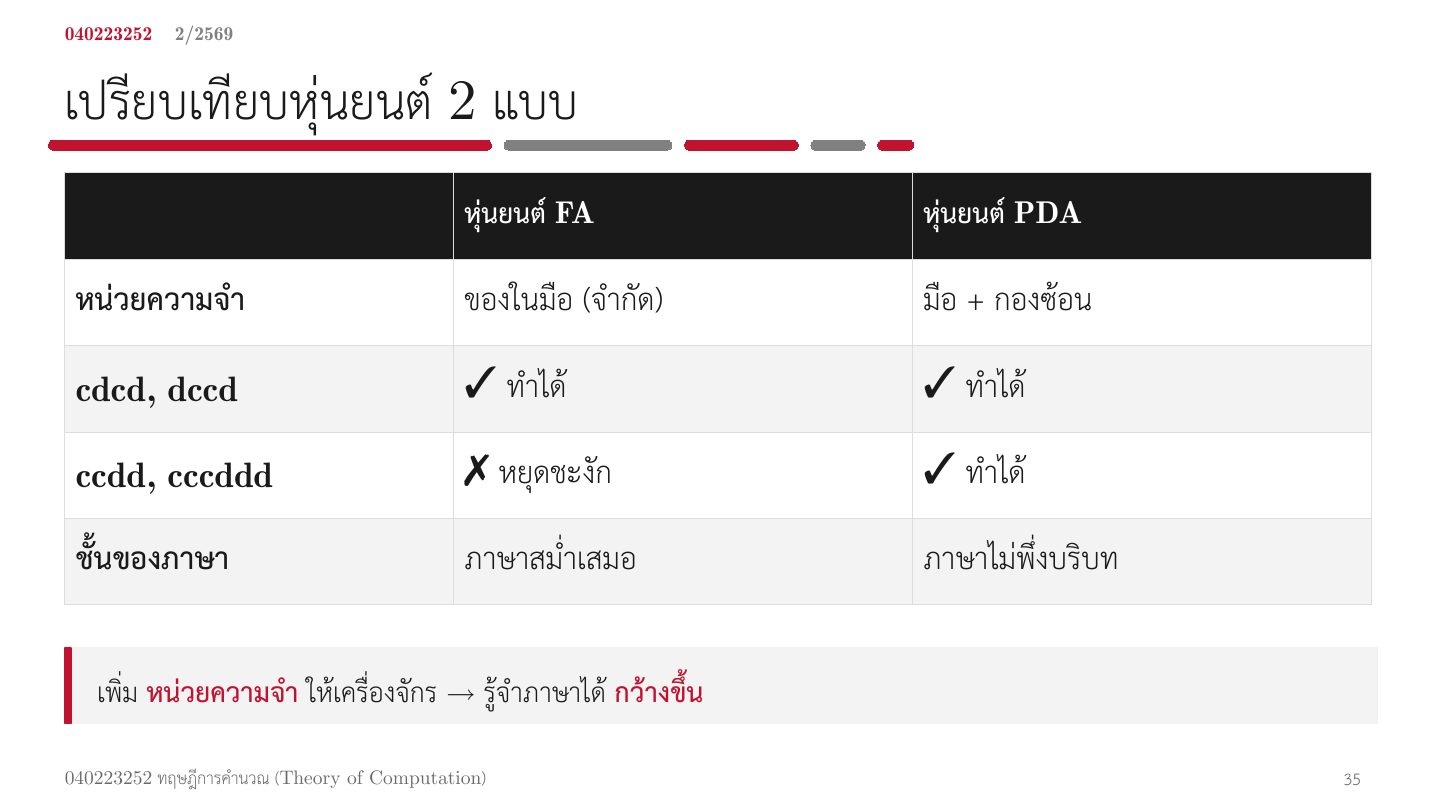 040223252 2/2569
เปรียบเทียบหุ่นยนต์ 2 แบบ
หุ่นยนต์ FA หุ่นยนต์ PDA
หน่วยความจำ ของในมือ (จำกัด) มือ + กองซ้อน
cdcd, dccd ✓ ทำได้ ✓ ทำได้
ccdd, cccddd ✗ หยุดชะงัก ✓ ทำได้
ชั้นของภาษา ภาษาสม่ำเสมอ ภาษาไม่พึ่งบริบท
เพิ่ม หน่วยความจำ ให้เครื่องจักร → รู้จำภาษาได้ กว้างขึ้น
040223252 ทฤษฎีการคำนวณ (Theory of Computation) 35